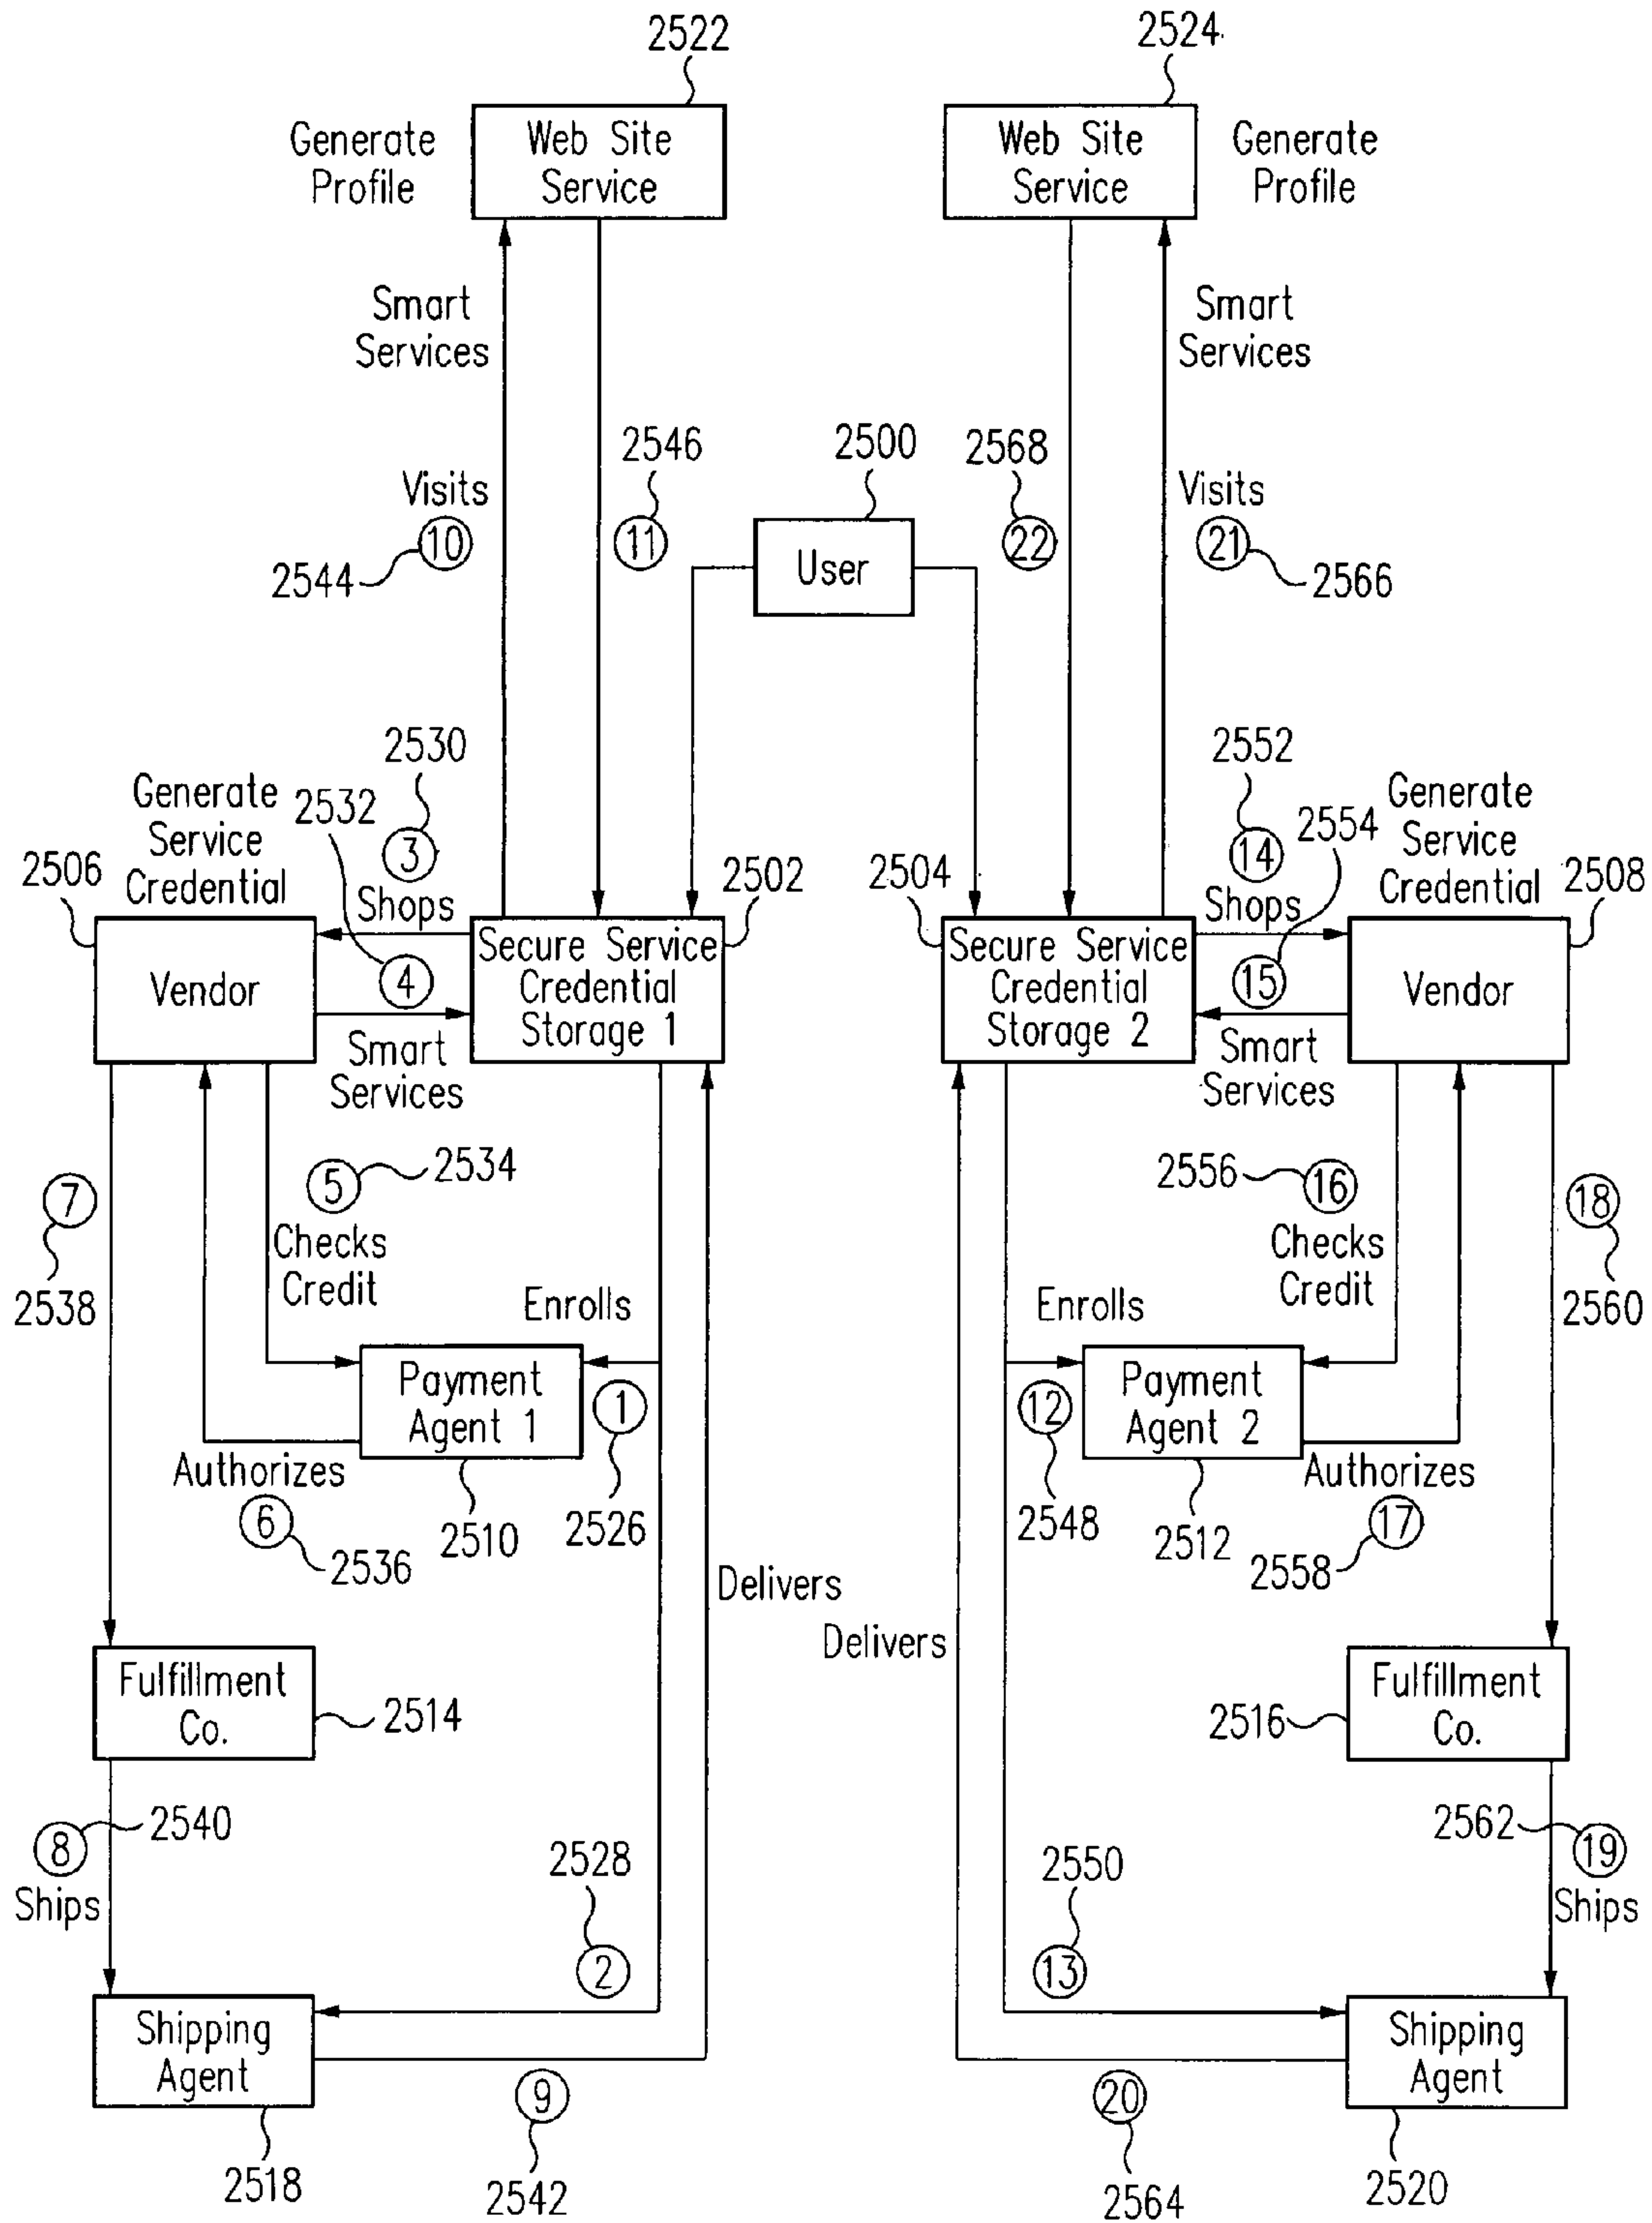 2522
2524
Generate
Profile
Web Site
Service
Web Site
Service
Generate
Profile
Smart
Services
Smart
Services
2546
2500
2568
Visits
Visits
10
11
User
22
21
2544
2566
2530
2552
Generate
Service
Credential
2532
2554
Generate
Service
Credential
3
14
2506
2502
2504
2508
Shops
Shops
Vendor
4
Secure Service
Credential
Storage 1
Secure Service
Credential
Storage 2
15
Vendor
Smart
Services
Smart
Services
7
5
2534
2556
16
18
2538
Checks
Credit
Checks
Credit
2560
Enrolls
Enrolls
Payment
Agent 1
1
12
Payment
Agent 2
Authorizes
Authorizes
6
2510
2526
2548
2512
17
2536
2558
Delivers
Delivers
Fulfillment
Co.
2514
2516
Fulfillment
Co.
8
2540
2562
19
Ships
2528
2550
Ships
2
13
Shipping
Agent
Shipping
Agent
9
20
2518
2542
2564
2520